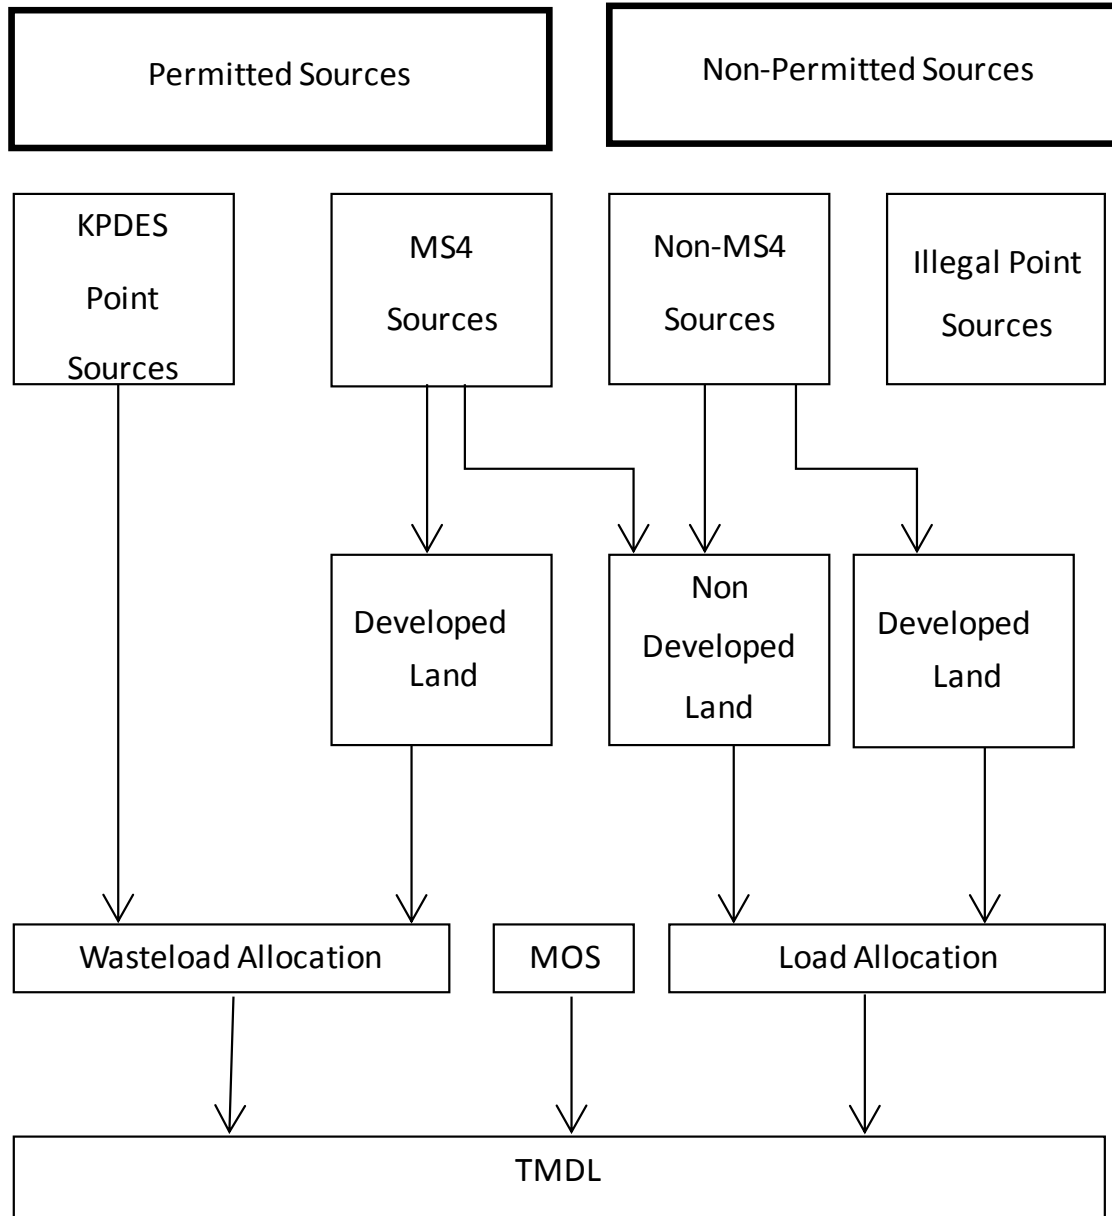 Permitted Sources
Non-Permitted Sources
KPDES
Point
Sources
MS4
Sources
Non-MS4
Sources
Illegal Point
Sources
Developed
Land
Non
Developed
Land
Developed
Land
Wasteload Allocation
MOS
Load Allocation
TMDL